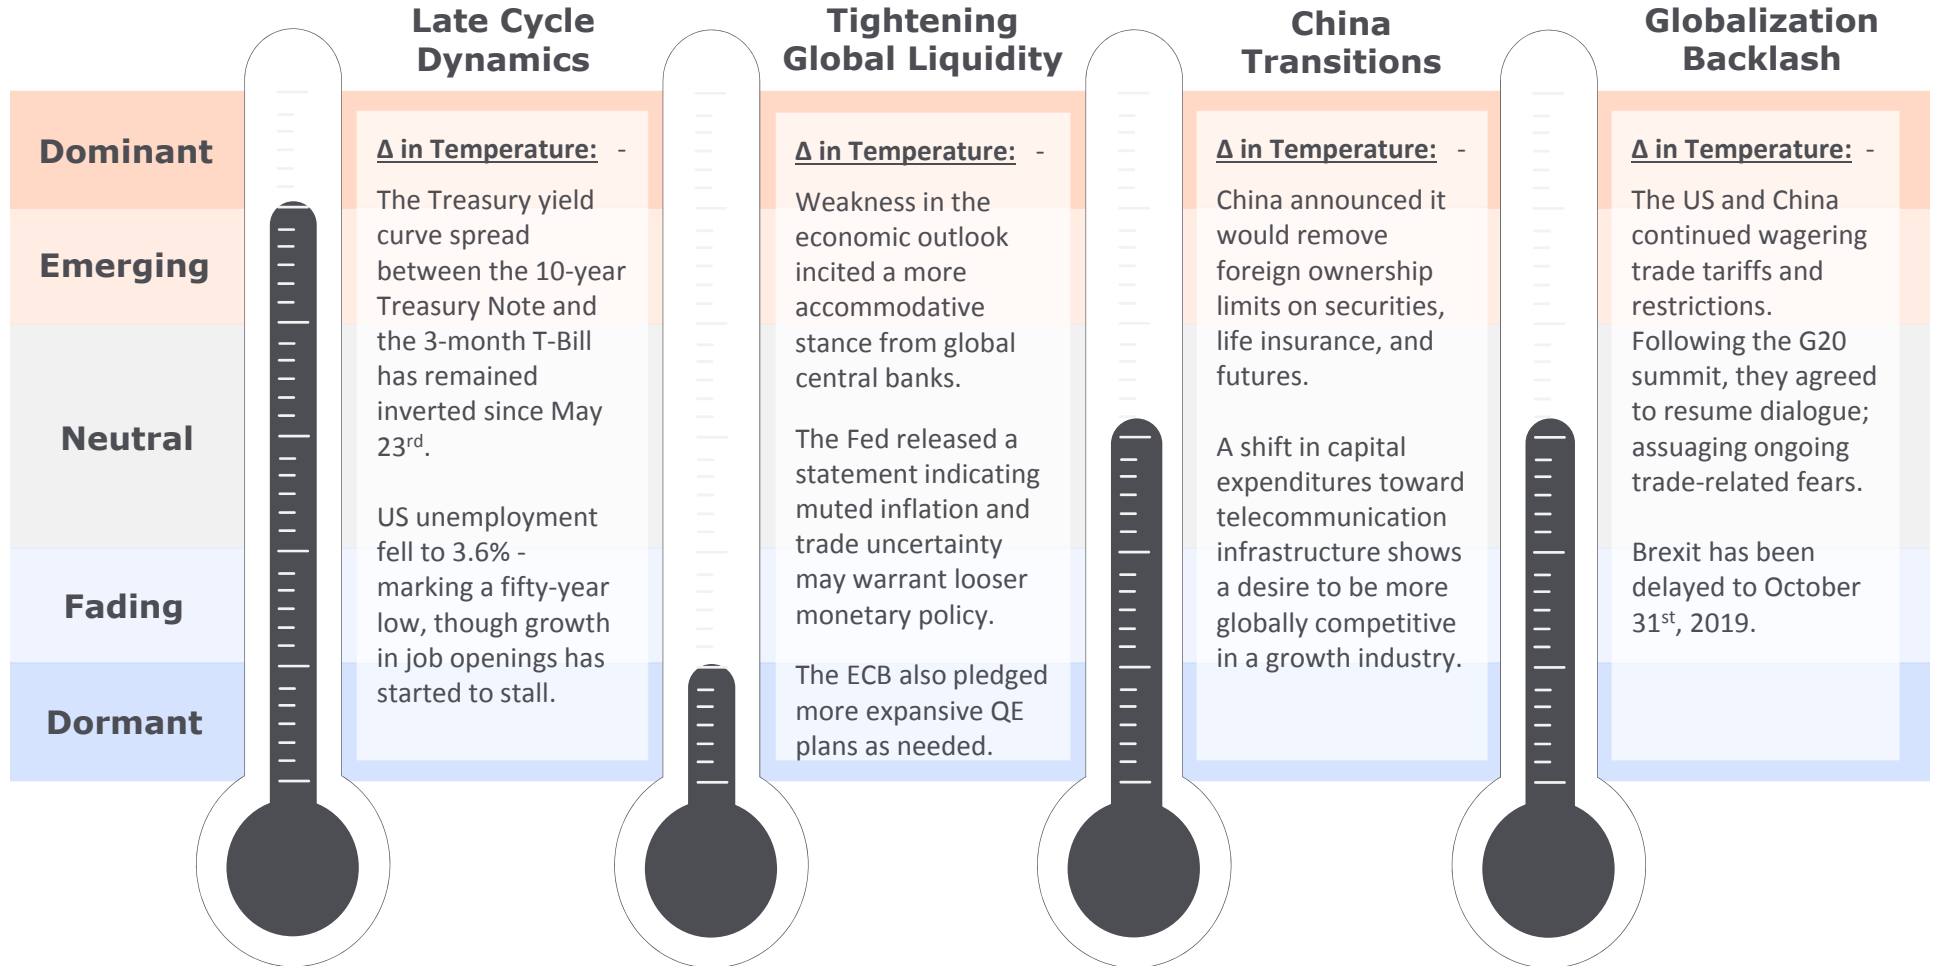 Late Cycle
Dynamics
Tightening
Global Liquidity
China
Transitions
Globalization
Backlash
Dominant
Emerging
Neutral
Fading
Dormant
Δ in Temperature: -
The Treasury yield
curve spread
between the 10-year
Treasury Note and
the 3-month T-Bill
has remained
inverted since May
23rd.
US unemployment
fell to 3.6% -
marking a fifty-year
low, though growth
in job openings has
started to stall.
Δ in Temperature: -
Weakness in the
economic outlook
incited a more
accommodative
stance from global
central banks.
The Fed released a
statement indicating
muted inflation and
trade uncertainty
may warrant looser
monetary policy.
The ECB also pledged
more expansive QE
plans as needed.
Δ in Temperature: -
China announced it
would remove
foreign ownership
limits on securities,
life insurance, and
futures.
A shift in capital
expenditures toward
telecommunication
infrastructure shows
a desire to be more
globally competitive
in a growth industry.
Δ in Temperature: -
The US and China
continued wagering
trade tariffs and
restrictions.
Following the G20
summit, they agreed
to resume dialogue;
assuaging ongoing
trade-related fears.
Brexit has been
delayed to October
31st, 2019.